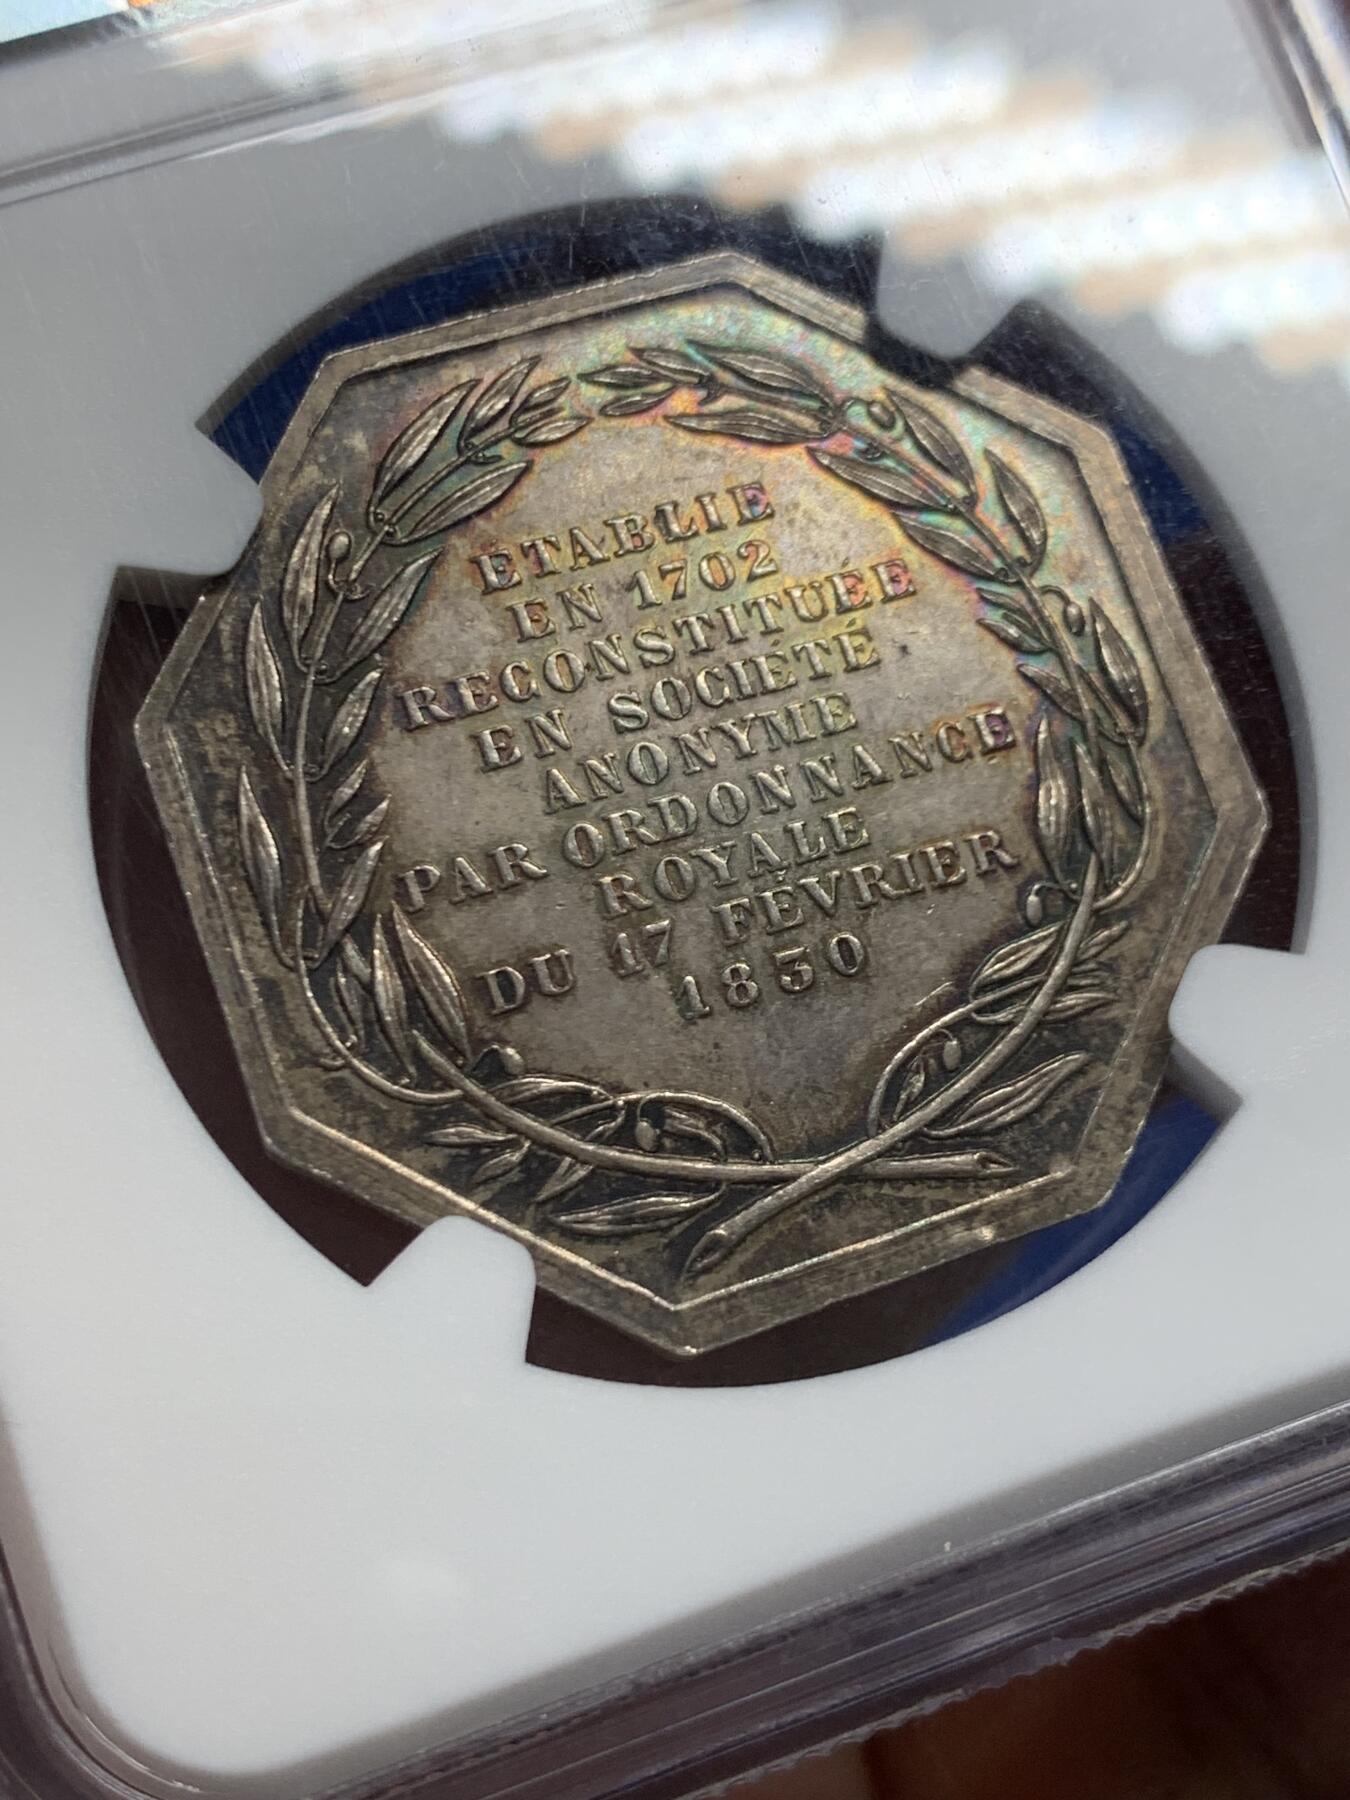 ÉTABLIE
EN 1702
RECONSTITUÉE
EN SOCIÉTÉ
ANONYME
PAR ORDONNANCE
ROYALE
DU 17 FÉVRIER
1830